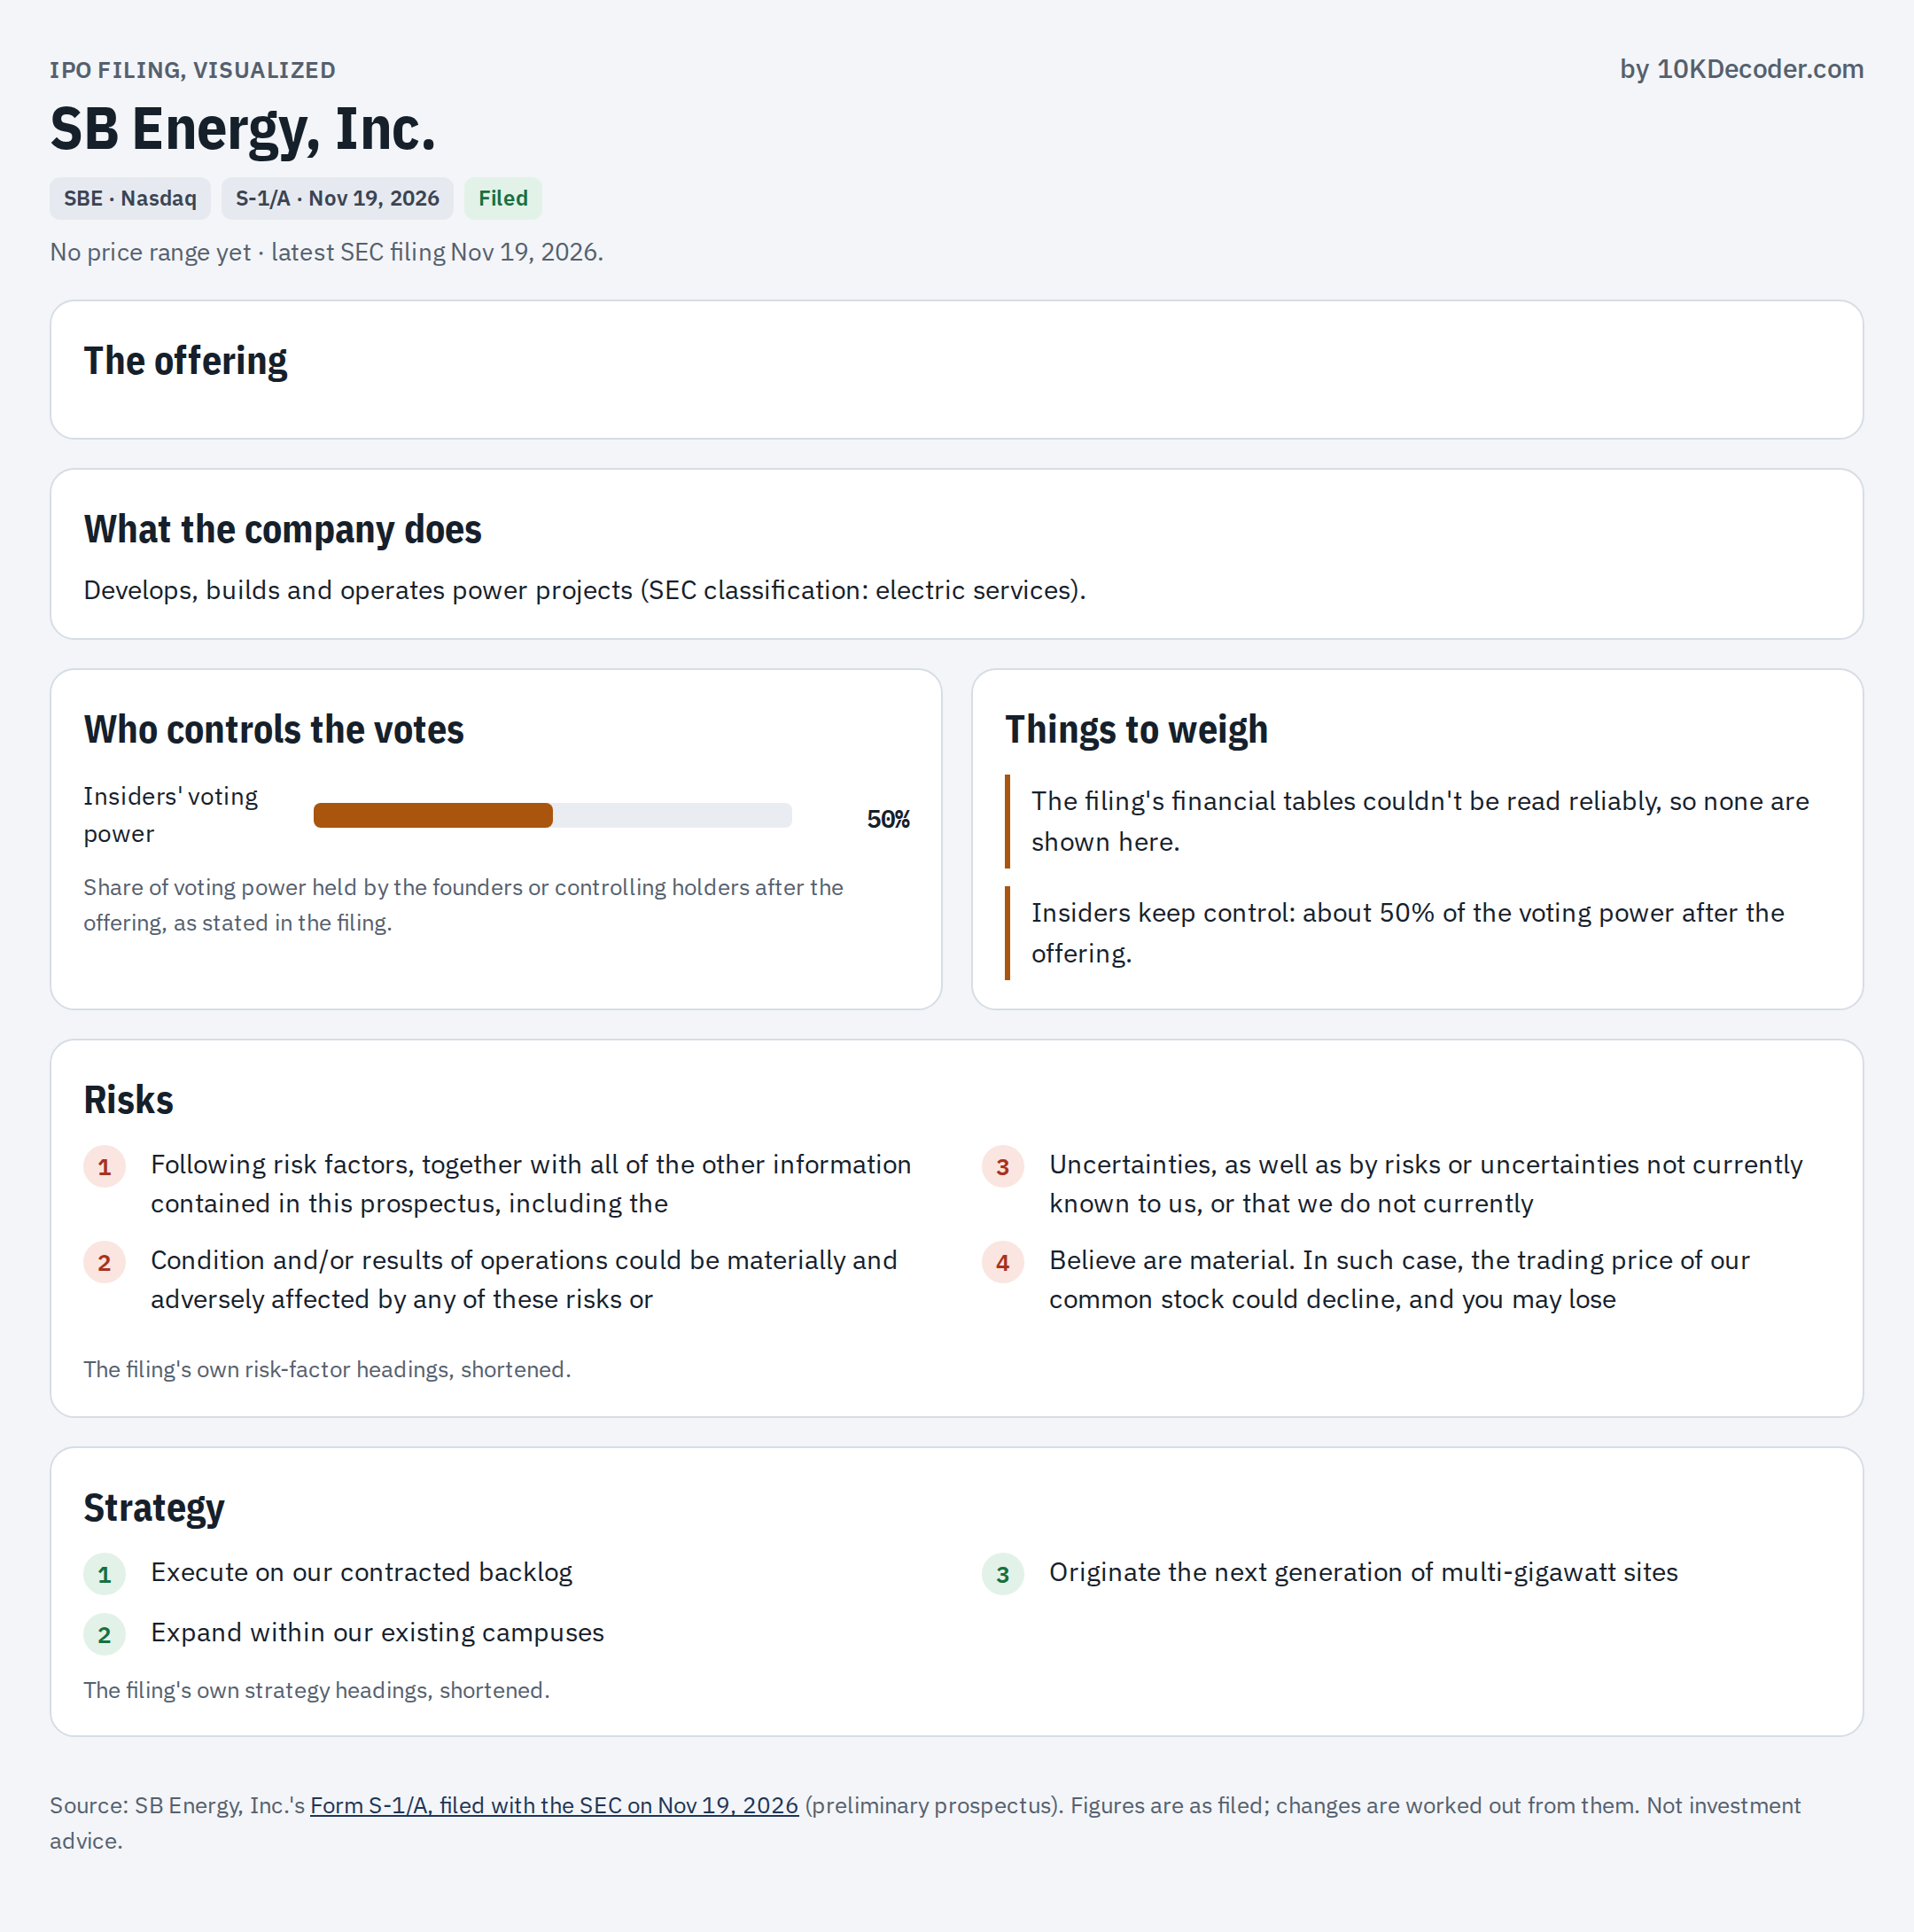 IPO FILING, VISUALIZED
by 10KDecoder.com
SB Energy, Inc.
SBE · Nasdaq
S-1/A · Nov 19, 2026
Filed
No price range yet · latest SEC filing Nov 19, 2026.
The offering
What the company does
Develops, builds and operates power projects (SEC classification: electric services).
Who controls the votes
Insiders' voting
power
50%
Share of voting power held by the founders or controlling holders after the
offering, as stated in the filing.
Things to weigh
The filing's financial tables couldn't be read reliably, so none are
shown here.
Insiders keep control: about 50% of the voting power after the
offering.
Risks
1 Following risk factors, together with all of the other information
contained in this prospectus, including the
2 Condition and/or results of operations could be materially and
adversely affected by any of these risks or
3 Uncertainties, as well as by risks or uncertainties not currently
known to us, or that we do not currently
4 Believe are material. In such case, the trading price of our
common stock could decline, and you may lose
The filing's own risk-factor headings, shortened.
Strategy
1 Execute on our contracted backlog
2 Expand within our existing campuses
3 Originate the next generation of multi-gigawatt sites
The filing's own strategy headings, shortened.
Source: SB Energy, Inc.'s Form S-1/A, filed with the SEC on Nov 19, 2026 (preliminary prospectus). Figures are as filed; changes are worked out from them. Not investment
advice.